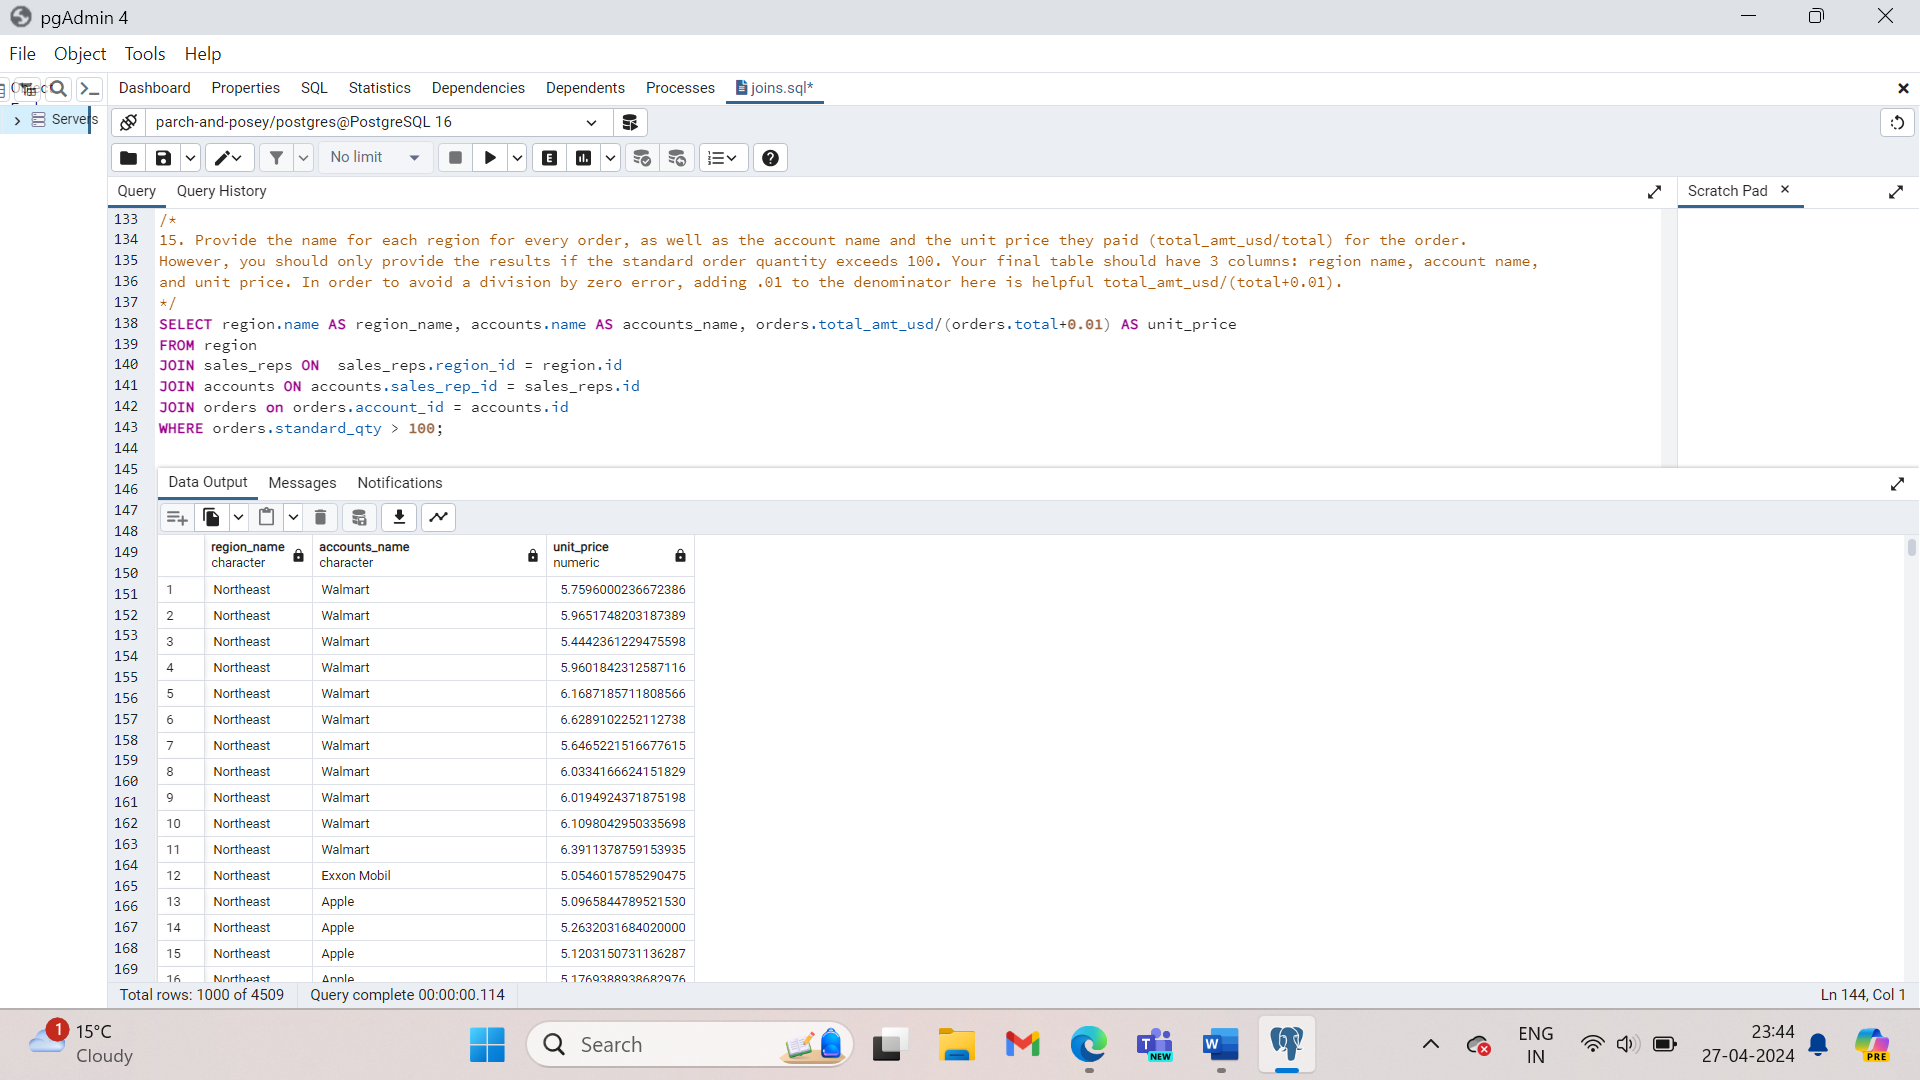 pgAdmin 4
File Object Tools Help
Dashboard Properties SQL Statistics Dependencies Dependents Processes joins.sql*
Servers
parch-and-posey/postgres@PostgreSQL 16
No limit
Query Query History Scratch Pad
133 /*
134 15. Provide the name for each region for every order, as well as the account name and the unit price they paid (total_amt_usd/total) for the order.
135 However, you should only provide the results if the standard order quantity exceeds 100. Your final table should have 3 columns: region name, account name,
136 and unit price. In order to avoid a division by zero error, adding .01 to the denominator here is helpful total_amt_usd/(total+0.01).
137 */
138 SELECT region.name AS region_name, accounts.name AS accounts_name, orders.total_amt_usd/(orders.total+0.01) AS unit_price
139 FROM region
140 JOIN sales_reps ON  sales_reps.region_id = region.id
141 JOIN accounts ON accounts.sales_rep_id = sales_reps.id
142 JOIN orders on orders.account_id = accounts.id
143 WHERE orders.standard_qty > 100;
144
145
146
147
148
149
150
151
152
153
154
155
156
157
158
159
160
161
162
163
164
165
166
167
168
169
Data Output Messages Notifications
region_name accounts_name unit_price
character character numeric
1 Northeast Walmart 5.7596000236672386
2 Northeast Walmart 5.9651748203187389
3 Northeast Walmart 5.4442361229475598
4 Northeast Walmart 5.9601842312587116
5 Northeast Walmart 6.1687185711808566
6 Northeast Walmart 6.6289102252112738
7 Northeast Walmart 5.6465221516677615
8 Northeast Walmart 6.0334166624151829
9 Northeast Walmart 6.0194924371875198
10 Northeast Walmart 6.1098042950335698
11 Northeast Walmart 6.3911378759153935
12 Northeast Exxon Mobil 5.0546015785290475
13 Northeast Apple 5.0965844789521530
14 Northeast Apple 5.2632031684020000
15 Northeast Apple 5.1203150731136287
16 Northeast Apple 5.1769388938682976
Total rows: 1000 of 4509 Query complete 00:00:00.114 Ln 144, Col 1
1 15°C
Cloudy
Search
NEW
W
ENG
IN
23:44
27-04-2024
PRE